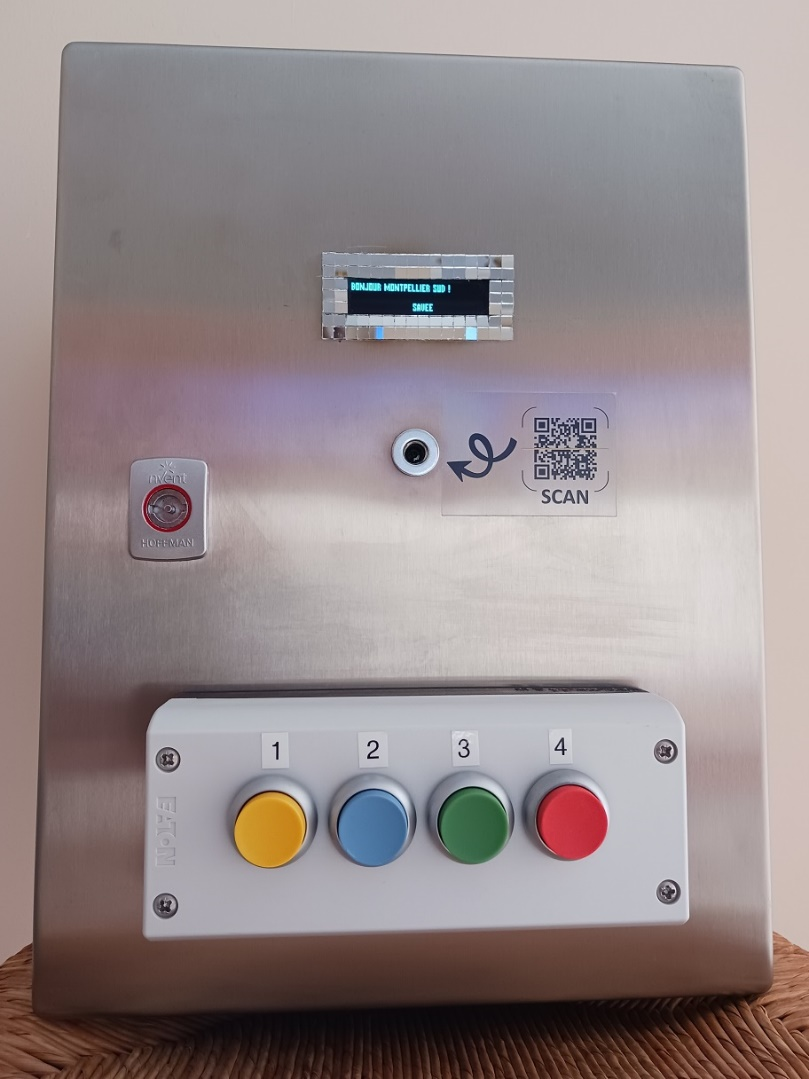 BONJOUR MONTPELLIER SUD !
SAVEE
SCAN
nVent
HOFFMAN
1
2
3
4
EATON